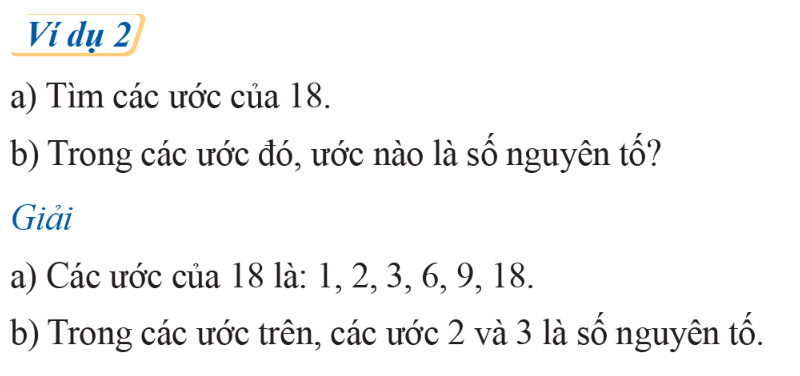 Ví dụ 2
a) Tìm các ước của 18.
b) Trong các ước đó, ước nào là số nguyên tố?
Giải
a) Các ước của 18 là: 1, 2, 3, 6, 9, 18.
b) Trong các ước trên, các ước 2 và 3 là số nguyên tố.